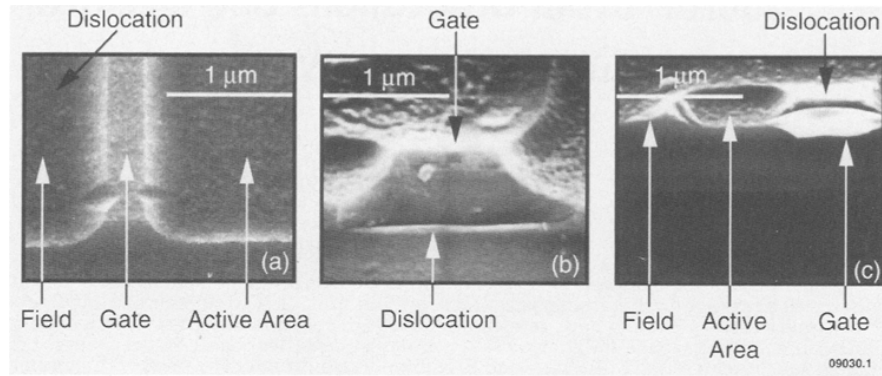 Dislocation
Gate
Dislocation
1 µm
1 µm
1 µm
(a)
(b)
(c)
Field Gate Active Area
Dislocation
Field Active Area Gate
09030.1